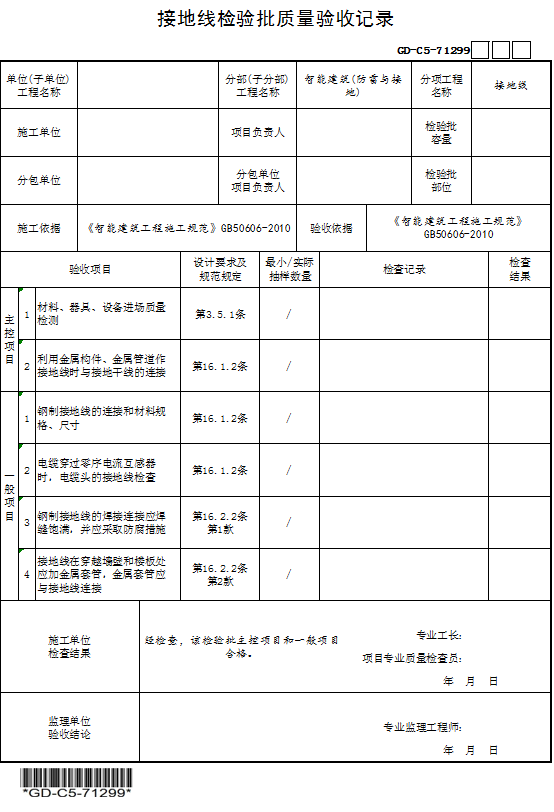 接地线检验批质量验收记录
GD-C5-71299
单位(子单位)
工程名称
分部(子分部)
工程名称
智能建筑(防雷与接
地)
分项工程
名称
接地线
施工单位
项目负责人
检验批
容量
分包单位
分包单位
项目负责人
检验批
部位
施工依据
《智能建筑工程施工规范》GB50606-2010
验收依据
《智能建筑工程施工规范》
GB50606-2010
验收项目
设计要求及
规范规定
最小/实际
抽样数量
检查记录
检查
结果
主控项目
1
材料、器具、设备进场质量
检测
第3.5.1条
/
2
利用金属构件、金属管道作
接地线时与接地干线的连接
第16.1.2条
/
一般项目
1
钢制接地线的连接和材料规
格、尺寸
第16.1.2条
/
2
电缆穿过零序电流互感器
时，电缆头的接地线检查
第16.1.2条
/
3
钢制接地线的焊接连接应焊
缝饱满，并应采取防腐措施
第16.2.2条
第1款
/
4
接地线在穿越墙壁和楼板处
应加金属套管，金属套管应
与接地线连接
第16.2.2条
第2款
/
施工单位
检查结果
经检查，该检验批主控项目和一般项目
合格。
专业工长：
项目专业质量检查员：
年 月 日
监理单位
验收结论
专业监理工程师：
年 月 日
*GD-C5-71299*